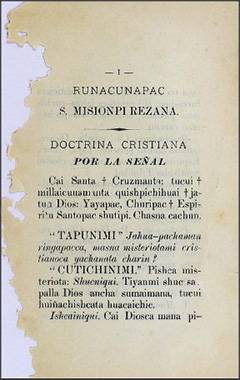 — 1 —
RUNACUNAPAC
S. MISIONPI REZANA.
DOCTRINA CRISTIANA
POR LA SEÑAL
Cai Santa † Cruzmanta: tucui †
millaicunamunta quishpichihuai † ja-
tun Dios: Yayapac, Churipac † Espi-
ritu Santopac shutipi. Chasna cachun.
"TAPUNIMI" Jahua-pachaman
ringapacca, masna misteriotami cris-
tianoca yachanata charin?
"CUTICHINIMI." Pishca mis-
teriota: Shucniqui. Tiyanmi shuc sa-
palla Dios ancha sumaimana, tucui
huiñachishcata huacaichic.
Ishcainiqui. Cai Diosca mana pi-